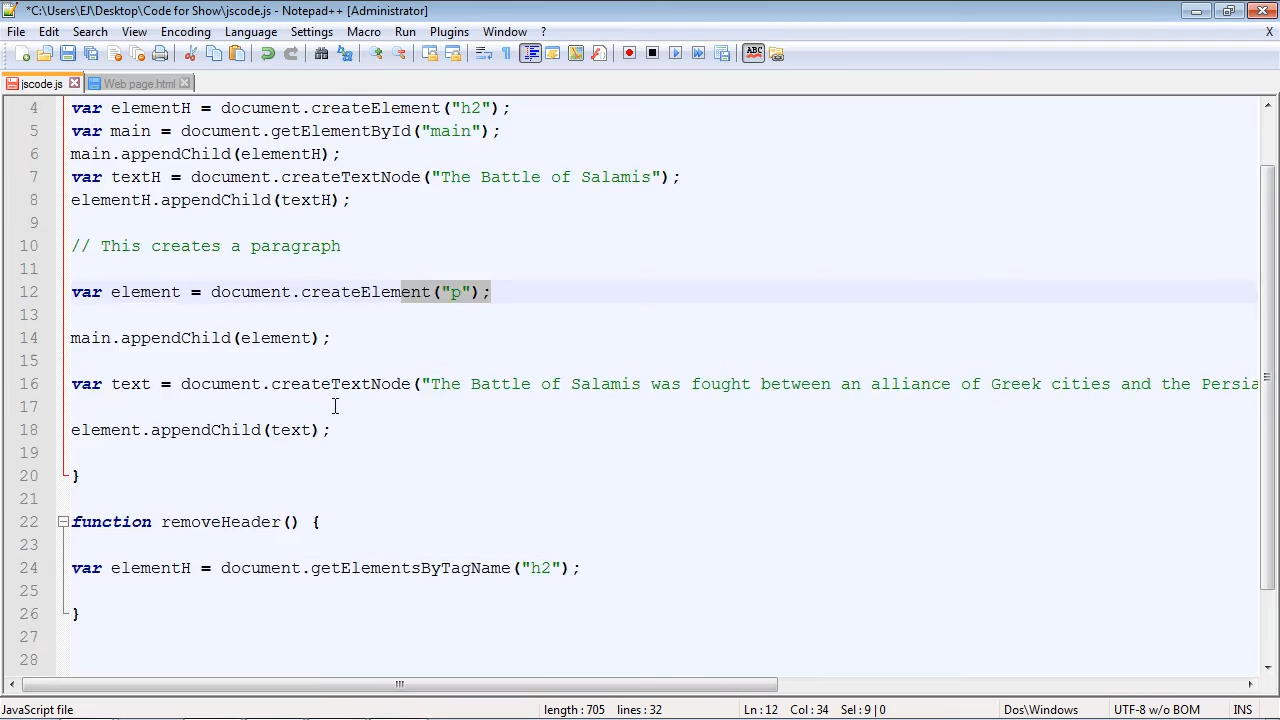 *C:\Users\EJ\Desktop\Code for Show\jscode.js - Notepad++ [Administrator]
File Edit Search View Encoding Language Settings Macro Run Plugins Window ? X
ABC
jscode.js Web page.html
4 var elementH = document.createElement("h2");
5 var main = document.getElementById("main");
6 main.appendChild(elementH);
7 var textH = document.createTextNode("The Battle of Salamis");
8 elementH.appendChild(textH);
9
10 // This creates a paragraph
11
12 var element = document.createElement("p");
13
14 main.appendChild(element);
15
16 var text = document.createTextNode("The Battle of Salamis was fought between an alliance of Greek cities and the Persia
17
18 element.appendChild(text);
19
20 }
21
22 function removeHeader() {
23
24 var elementH = document.getElementsByTagName("h2");
25
26 }
27
28
JavaScript file length : 705 lines : 32 Ln : 12 Col : 34 Sel : 9 | 0 Dos\Windows UTF-8 w/o BOM INS